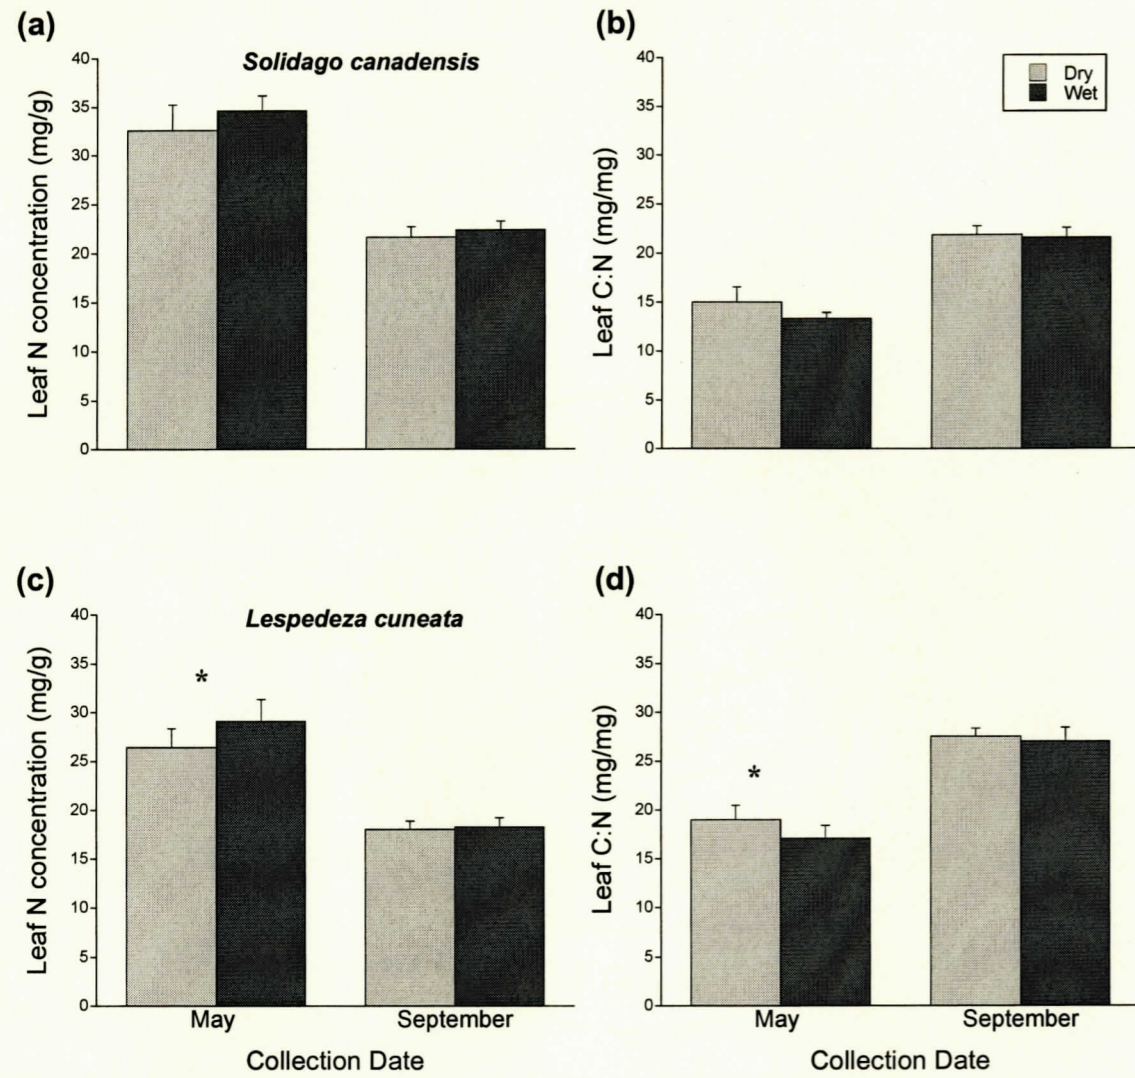 (a)
Solidago canadensis
Leaf N concentration (mg/g)
40
35
30
25
20
15
10
5
0
(b)
Leaf C:N (mg/mg)
40
35
30
25
20
15
10
5
0
Dry
Wet
(c)
Lespedeza cuneata
Leaf N concentration (mg/g)
40
35
30
25
20
15
10
5
0
*
May
September
Collection Date
(d)
Leaf C:N (mg/mg)
40
35
30
25
20
15
10
5
0
*
May
September
Collection Date